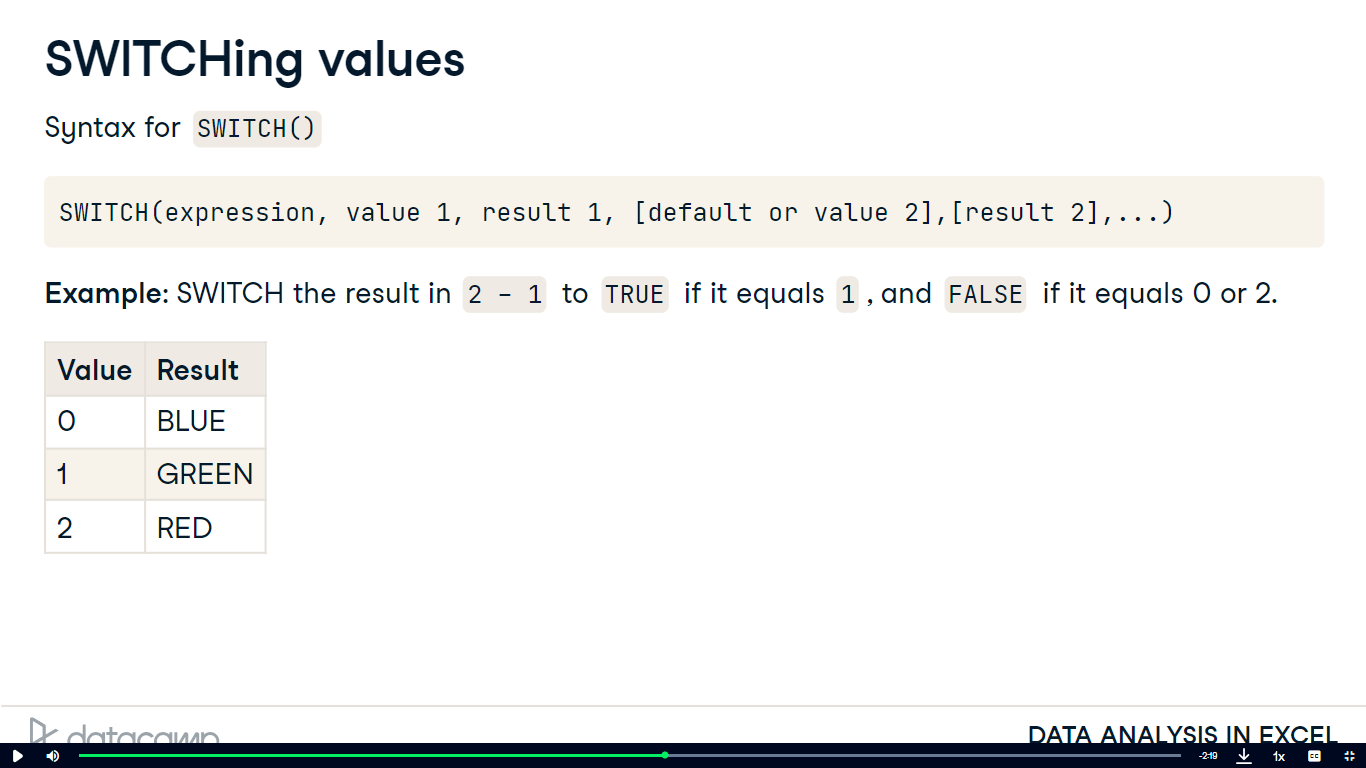 SWITCHing values
Syntax for SWITCH()
SWITCH(expression, value 1, result 1, [default or value 2],[result 2],...)
Example: SWITCH the result in 2 - 1 to TRUE if it equals 1 , and FALSE if it equals 0 or 2.
Value Result
0 BLUE
1 GREEN
2 RED
datacamp
DATA ANALYSIS IN EXCEL
-2:19 1x CC